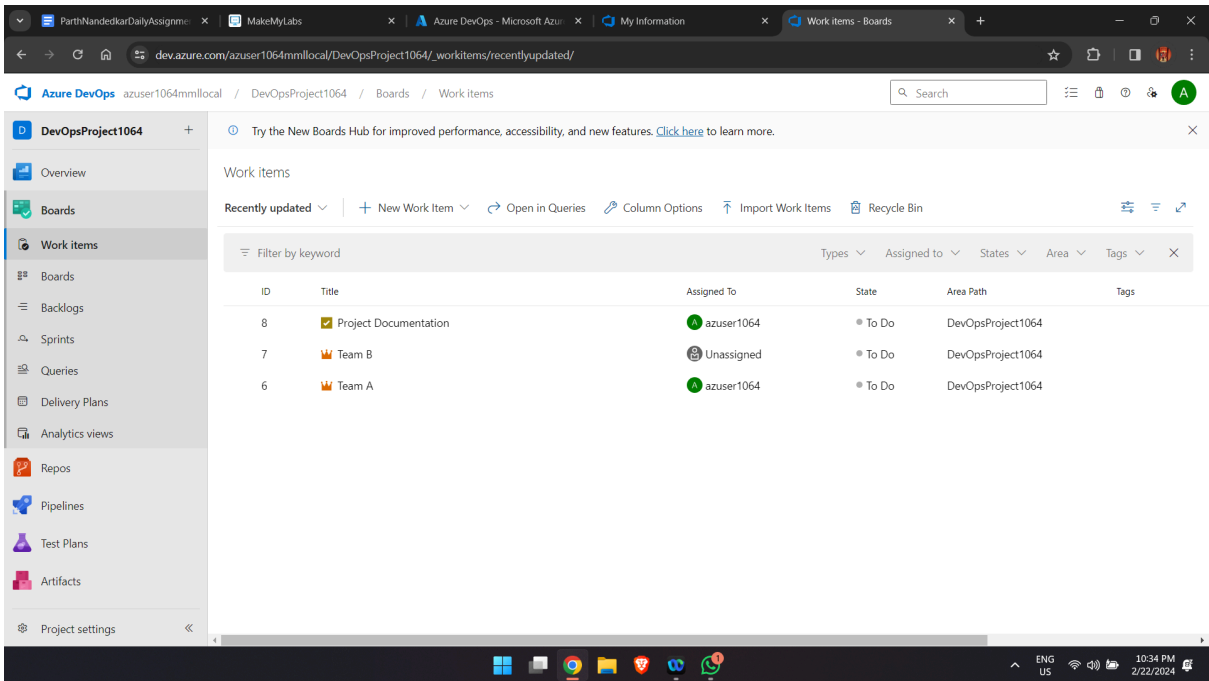 ParthNandedkarDailyAssignme
MakeMyLabs
Azure DevOps - Microsoft Azur
My Information
Work items - Boards
dev.azure.com/azuser1064mmllocal/DevOpsProject1064/_workitems/recentlyupdated/
Azure DevOps azuser1064mmllocal / DevOpsProject1064 / Boards / Work items
Search
A
D DevOpsProject1064
Try the New Boards Hub for improved performance, accessibility, and new features. Click here to learn more.
Overview
Boards
Work items
Boards
Backlogs
Sprints
Queries
Delivery Plans
Analytics views
Repos
Pipelines
Test Plans
Artifacts
Project settings
Work items
Recently updated
New Work Item
Open in Queries
Column Options
Import Work Items
Recycle Bin
Filter by keyword
Types
Assigned to
States
Area
Tags
ID Title Assigned To State Area Path Tags
8 Project Documentation A azuser1064 To Do DevOpsProject1064
7 Team B Unassigned To Do DevOpsProject1064
6 Team A A azuser1064 To Do DevOpsProject1064
1
ENG
US
10:34 PM
2/22/2024